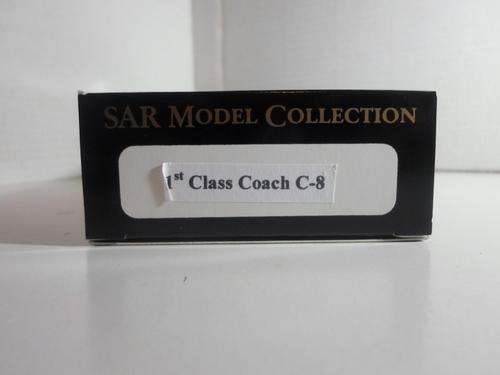 SAR MODEL COLLECTION
1st Class Coach C-8